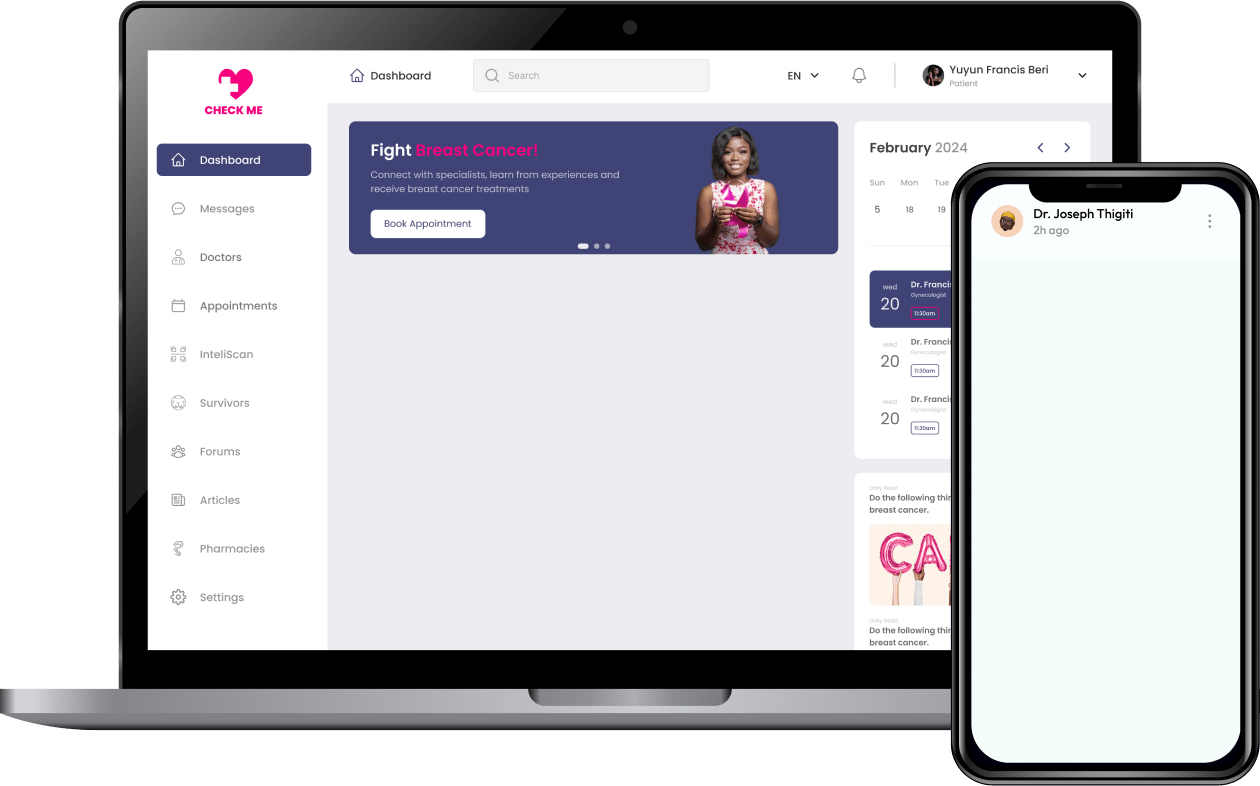 CHECK ME
Dashboard
Messages
Doctors
Appointments
InteliScan
Survivors
Forums
Articles
Pharmacies
Settings
Dashboard
Search
EN
Yuyun Francis Beri
Patient
Fight Breast Cancer!
Connect with specialists, learn from experiences and
receive breast cancer treatments
Book Appointment
February 2024
Sun Mon Tue
5 18 19
wed
20
Dr. Francis
Gynecologist
11:30am
wed
20
Dr. Francis
Gynecologist
11:30am
wed
20
Dr. Francis
Gynecologist
11:30am
Daily Read
Do the following thin
breast cancer.
CA
Daily Read
Do the following thin
breast cancer.
Dr. Joseph Thigiti
2h ago